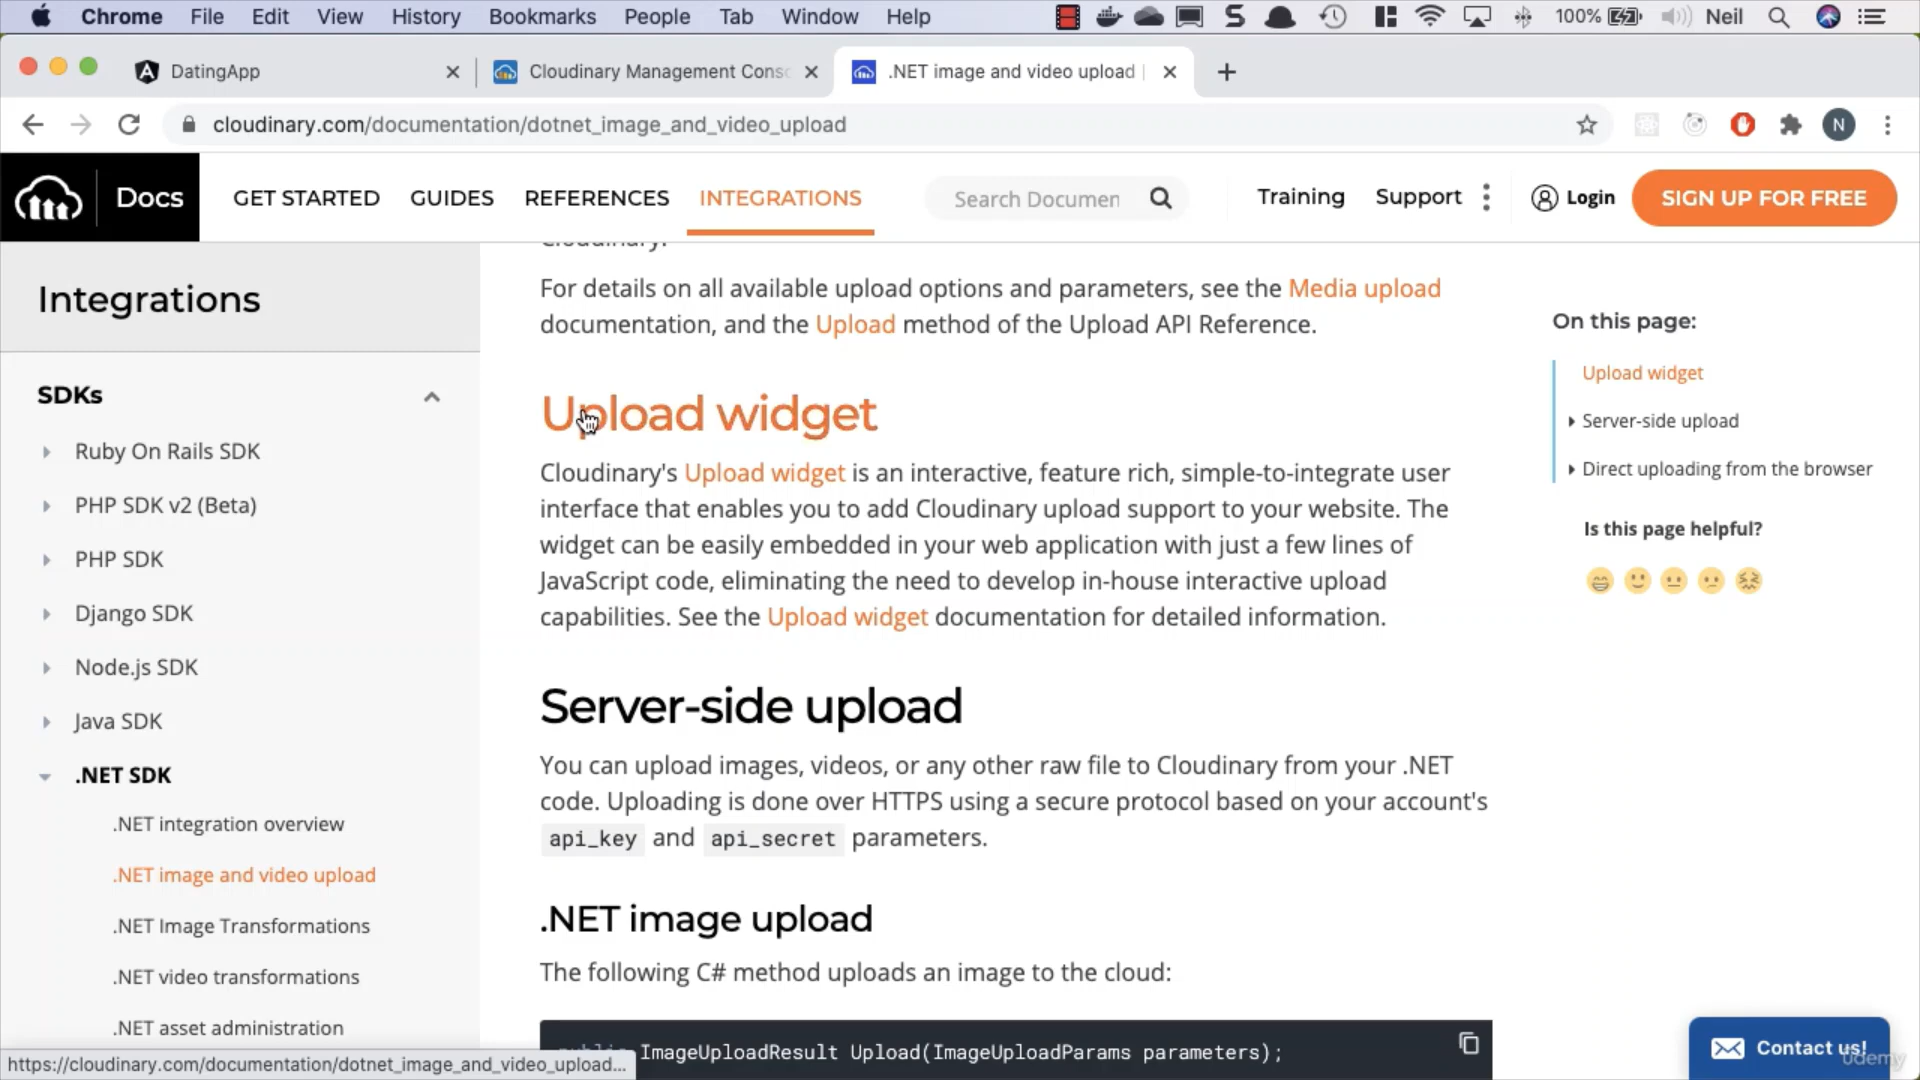 Chrome File Edit View History Bookmarks People Tab Window Help 100% Neil
DatingApp Cloudinary Management Conso .NET image and video upload |
cloudinary.com/documentation/dotnet_image_and_video_upload N
Docs GET STARTED GUIDES REFERENCES INTEGRATIONS Search Documen Training Support Login SIGN UP FOR FREE
Integrations
SDKs
Ruby On Rails SDK
PHP SDK v2 (Beta)
PHP SDK
Django SDK
Node.js SDK
Java SDK
.NET SDK
.NET integration overview
.NET image and video upload
.NET Image Transformations
.NET video transformations
.NET asset administration
Cloudinary.
For details on all available upload options and parameters, see the Media upload
documentation, and the Upload method of the Upload API Reference.
Upload widget
Cloudinary's Upload widget is an interactive, feature rich, simple-to-integrate user
interface that enables you to add Cloudinary upload support to your website. The
widget can be easily embedded in your web application with just a few lines of
JavaScript code, eliminating the need to develop in-house interactive upload
capabilities. See the Upload widget documentation for detailed information.
Server-side upload
You can upload images, videos, or any other raw file to Cloudinary from your .NET
code. Uploading is done over HTTPS using a secure protocol based on your account's
api_key and api_secret parameters.
.NET image upload
The following C# method uploads an image to the cloud:
public ImageUploadResult Upload(ImageUploadParams parameters);
On this page:
Upload widget
Server-side upload
Direct uploading from the browser
Is this page helpful?
Contact us!
udemy
https://cloudinary.com/documentation/dotnet_image_and_video_upload...